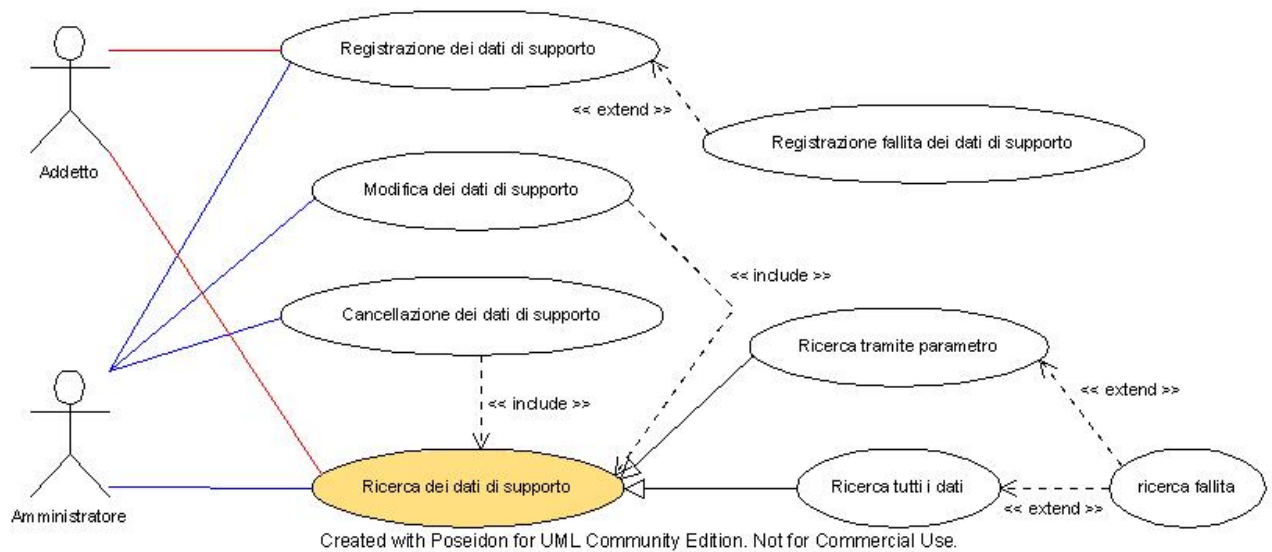 Registrazione dei dati di supporto
<< extend >>
Registrazione fallita dei dati di supporto
Addetto
Modifica dei dati di supporto
<< include >>
Cancellazione dei dati di supporto
Ricerca tramite parametro
<< include >>
<< extend >>
Ricerca dei dati di supporto
Ricerca tutti i dati
ricerca fallita
<< extend >>
Amministratore
Created with Poseidon for UML Community Edition. Not for Commercial Use.